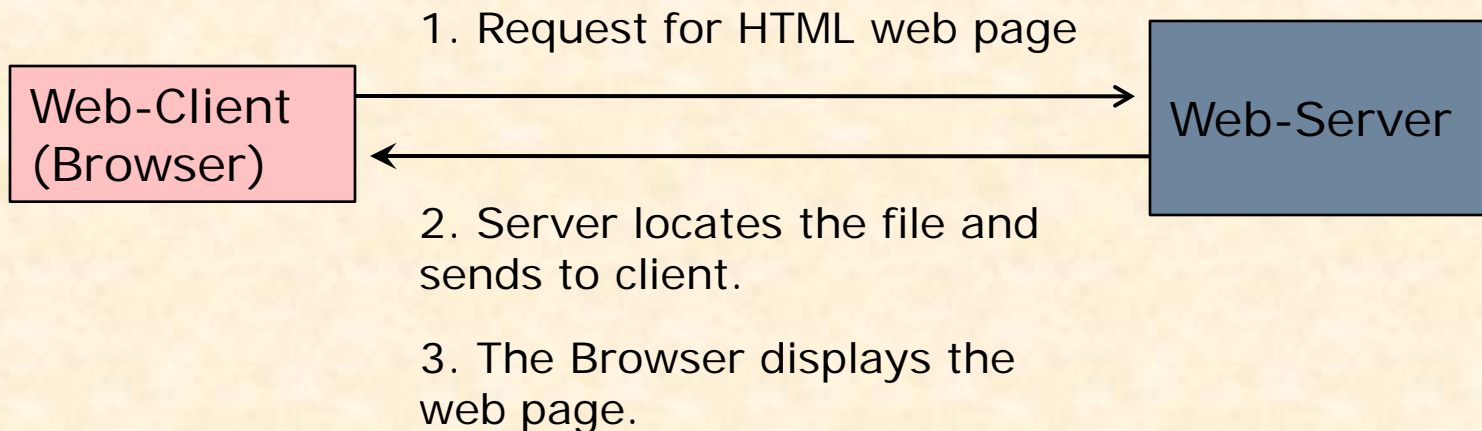 1. Request for HTML web page
Web-Client
(Browser)
Web-Server
2. Server locates the file and
sends to client.
3. The Browser displays the
web page.